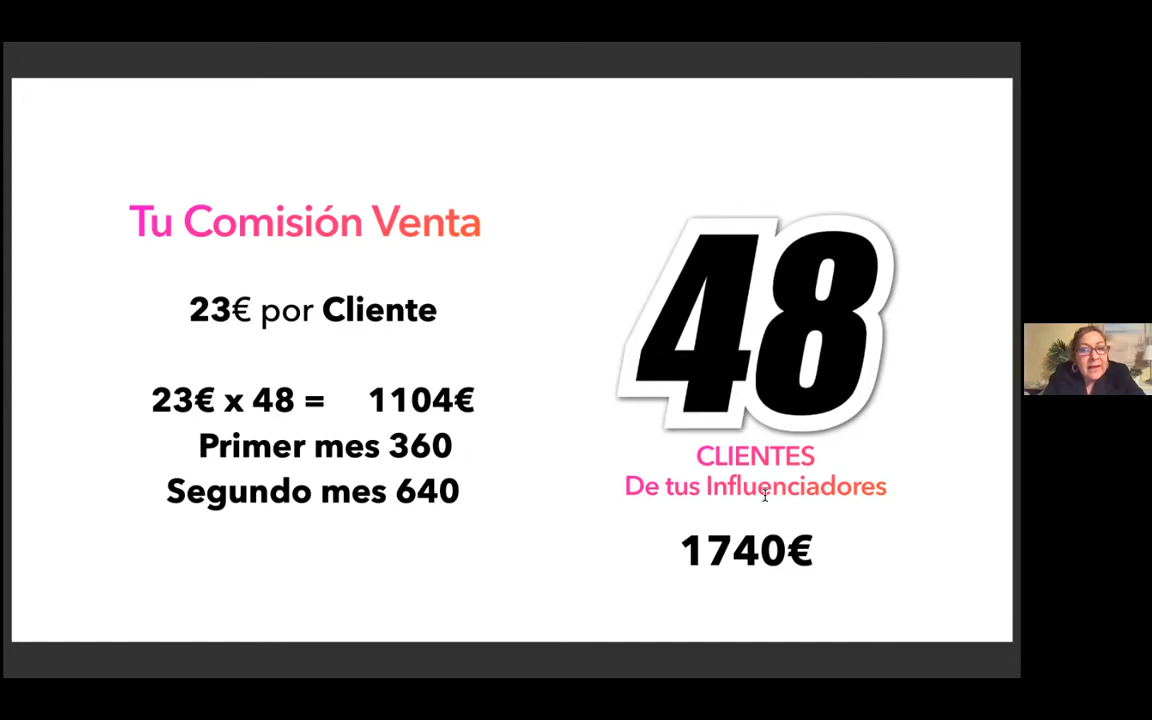 Tu Comisión Venta
23€ por Cliente
23€ x 48 = 1104€
Primer mes 360
Segundo mes 640
48
CLIENTES
De tus Influenciadores
1740€